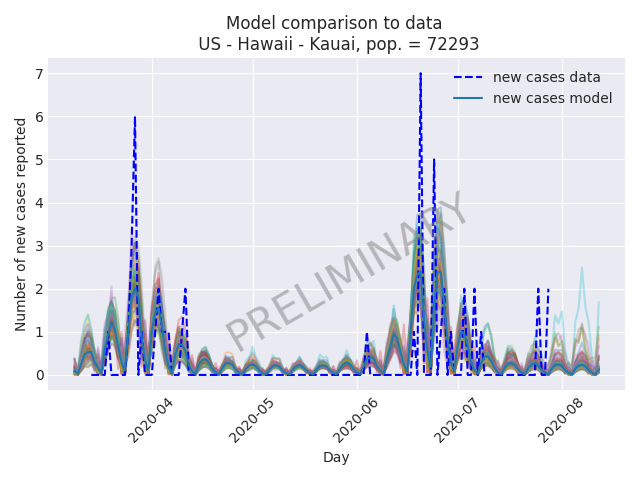 Model comparison to data
US - Hawaii - Kauai, pop. = 72293
new cases data
new cases model
Number of new cases reported
7
6
5
4
3
2
1
0
PRELIMINARY
2020-04
2020-05
2020-06
2020-07
2020-08
Day